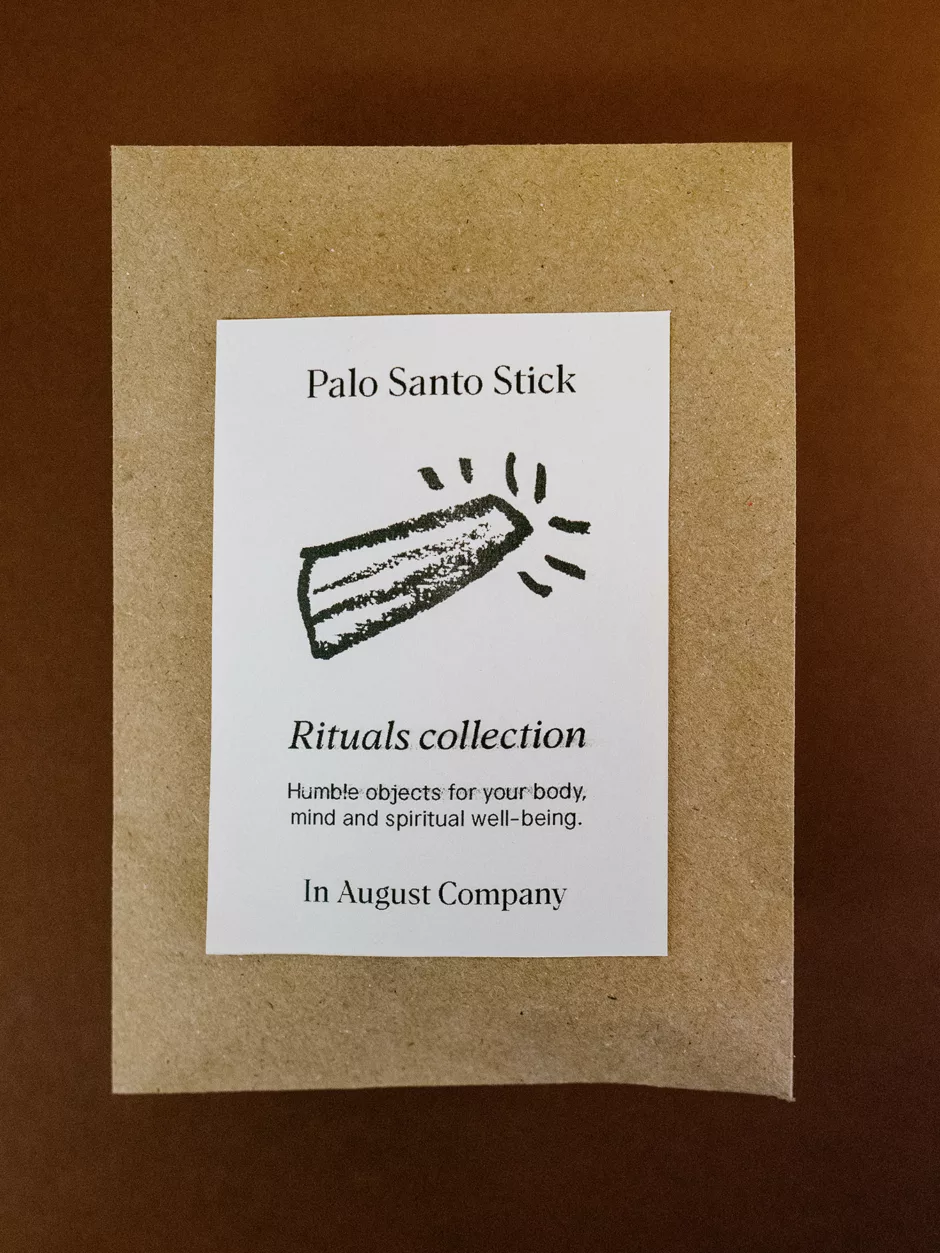 Palo Santo Stick
Rituals collection
Humble objects for your body,
mind and spiritual well-being.
In August Company